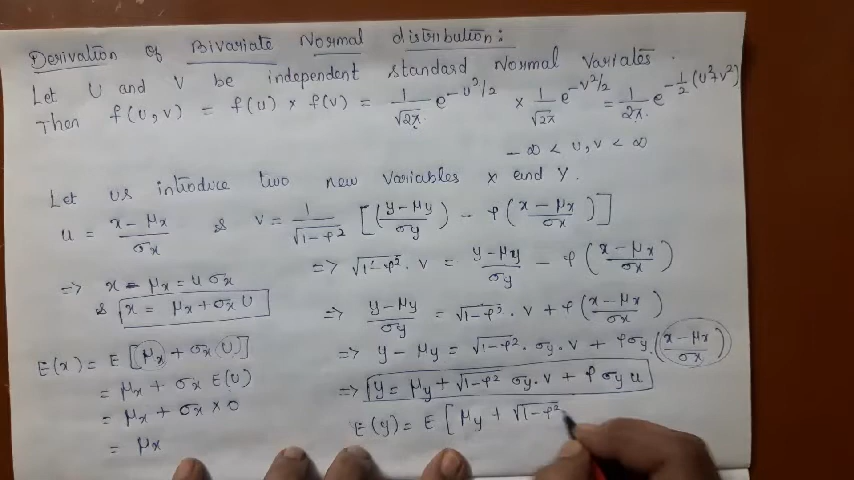 Derivation of Bivariate Normal distribution:
Let U and V be independent standard Normal Variates.
Then f(U,V) = f(U) × f(V) = 1/√2π e^{-U²/2} × 1/√2π e^{-V²/2} = 1/2π e^{-1/2(U²+V²)}
-∞ < U,V < ∞
Let us introduce two new variables X and Y.
U = (x-μx)/σx & V = 1/√(1-ρ²) [((y-μy)/σy) - ρ((x-μx)/σx)]
=> x-μx = U σx
& x = μx + σx U
=> √(1-ρ²) . V = (y-μy)/σy - ρ((x-μx)/σx)
=> (y-μy)/σy = √(1-ρ²) . V + ρ((x-μx)/σx)
=> y-μy = √(1-ρ²) . σy . V + ρσy . ((x-μx)/σx)
=> y = μy + √(1-ρ²) σy . V + ρ σy U
E(x) = E [μx + σx (U)]
= μx + σx E(U)
= μx + σx × 0
= μx
E(y) = E [μy + √(1-ρ²)